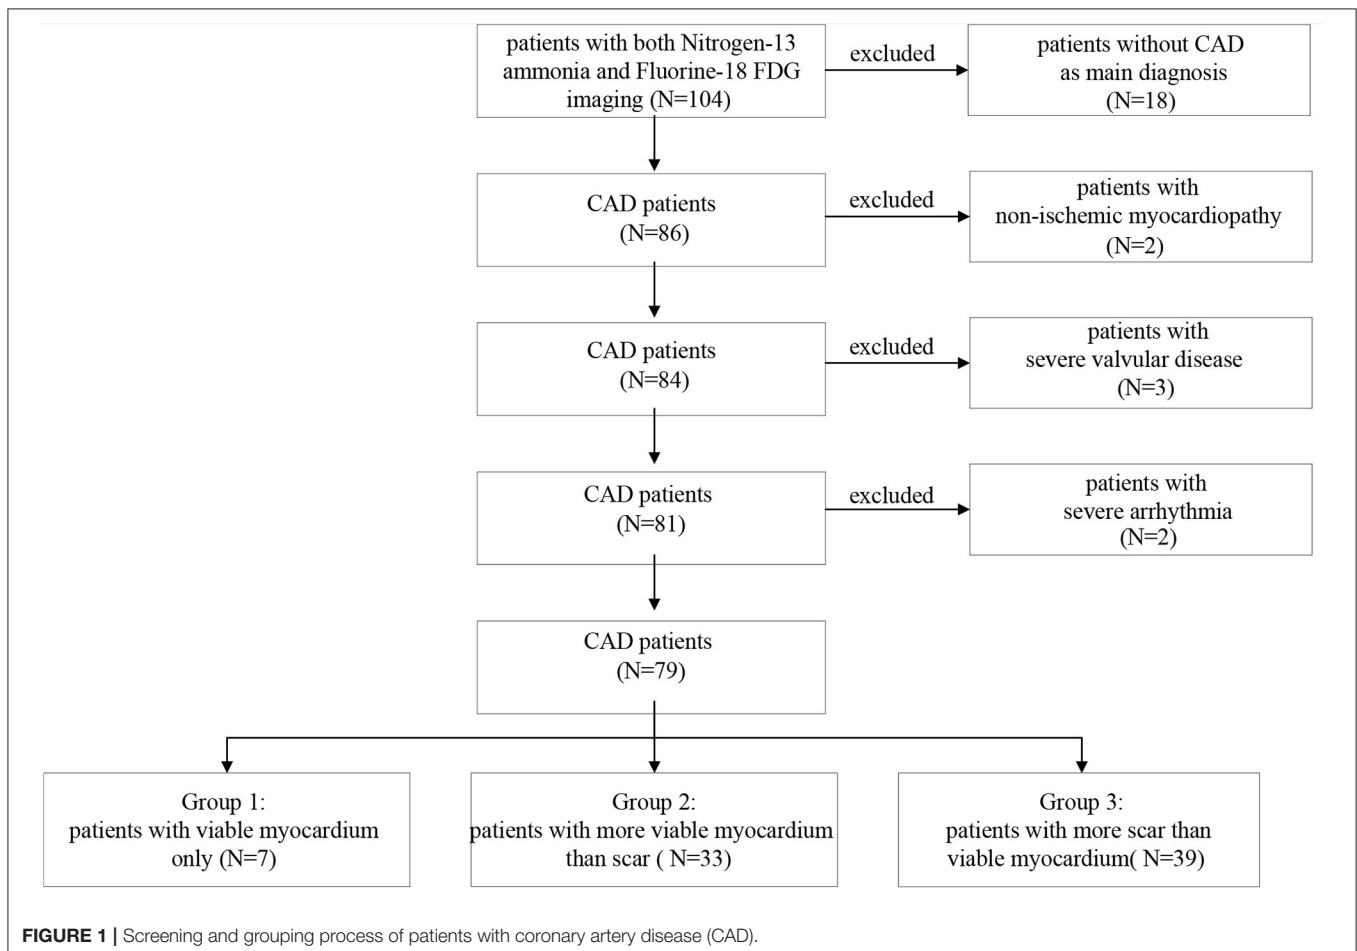 patients with both Nitrogen-13
ammonia and Fluorine-18 FDG
imaging (N=104)
excluded
patients without CAD
as main diagnosis
(N=18)
CAD patients
(N=86)
excluded
patients with
non-ischemic myocardiopathy
(N=2)
CAD patients
(N=84)
excluded
patients with
severe valvular disease
(N=3)
CAD patients
(N=81)
excluded
patients with
severe arrhythmia
(N=2)
CAD patients
(N=79)
Group 1:
patients with viable myocardium
only (N=7)
Group 2:
patients with more viable myocardium
than scar ( N=33)
Group 3:
patients with more scar than
viable myocardium( N=39)
FIGURE 1 | Screening and grouping process of patients with coronary artery disease (CAD).